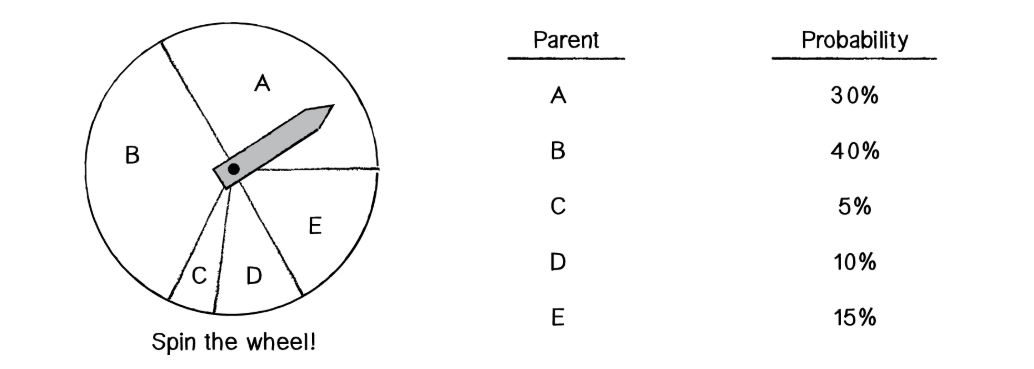 A
B
E
C
D
Spin the wheel!
Parent Probability
A 30%
B 40%
C 5%
D 10%
E 15%